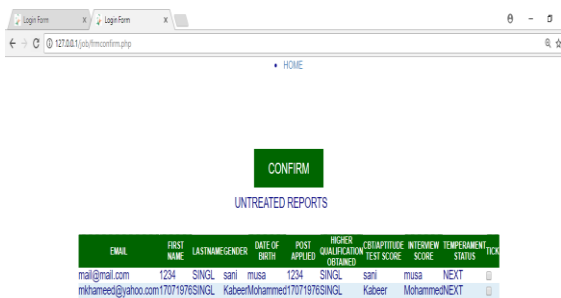 Login Form x Login Form x
127.0.0.1/job/frmconfirm.php
HOME
CONFIRM
UNTREATED REPORTS
EMAIL FIRST NAME LASTNAME GENDER DATE OF BIRTH POST APPLIED HIGHER QUALIFICATION OBTAINED CBT/APTITUDE TEST SCORE INTERVIEW SCORE TEMPERAMENT STATUS TICK
mail@mail.com 1234 SINGL sani musa 1234 SINGL sani musa NEXT
mkhameed@yahoo.com 17071976 SINGL Kabeer Mohammed 17071976 SINGL Kabeer Mohammed NEXT